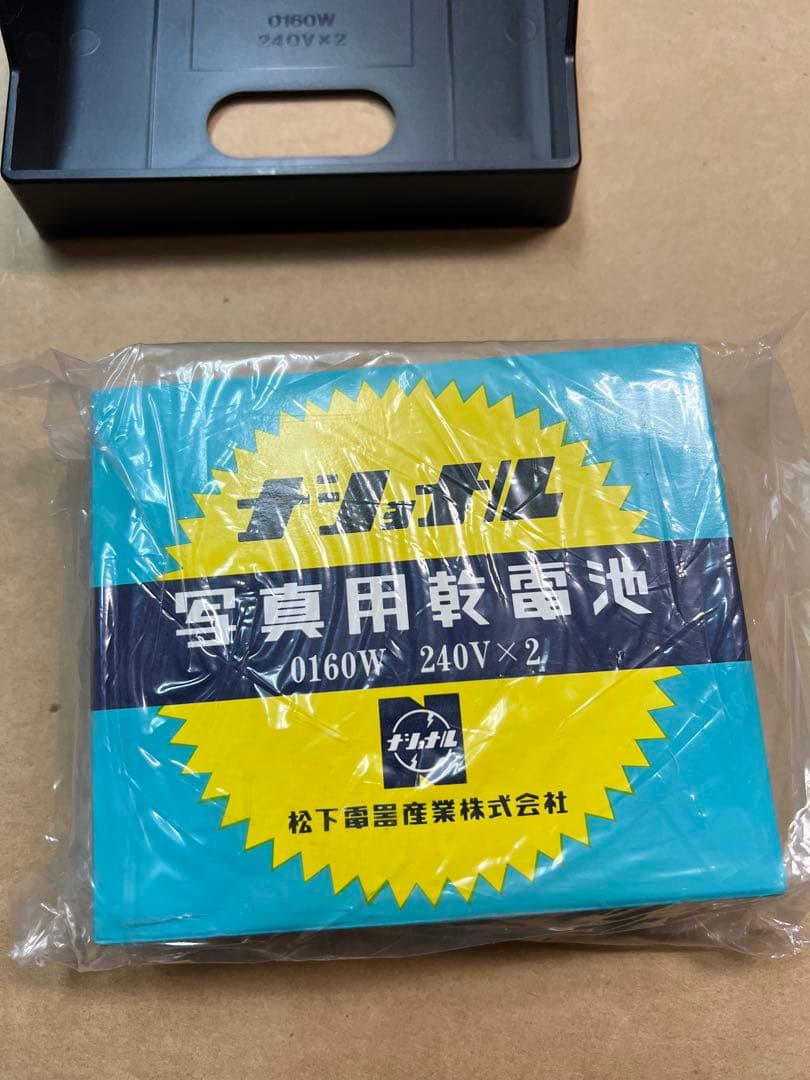 0160W
240V×2
ナショナル
写真用乾電池
0160W 240V×2
ナショナル
松下電器産業株式会社